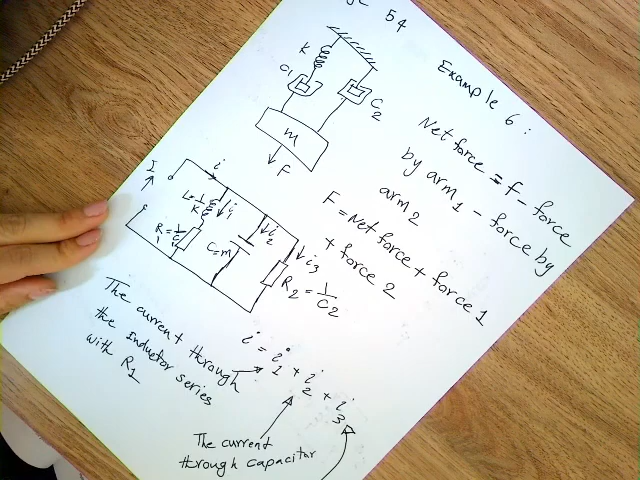 54
Example 6 :
K
C1
C2
m
F
Net force = f - force
by arm 1 - force by
arm 2
F = Net force + force 1
+ force 2
I
i
L = 1/K
i1
i2
i3
R1 = 1/C1
C = m
R2 = 1/C2
The current through
the inductor series
with R1
i = i1 + i2 + i3
The current
through capacitor